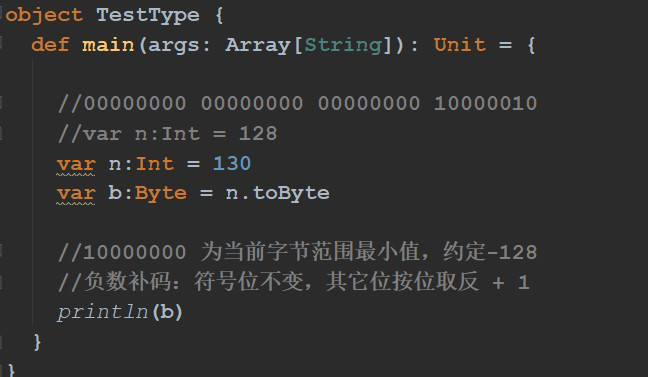 object TestType {
def main(args: Array[String]): Unit = {
//00000000 00000000 00000000 10000010
//var n:Int = 128
var n:Int = 130
var b:Byte = n.toByte
//10000000 为当前字节范围最小值，约定-128
//负数补码：符号位不变，其它位按位取反 + 1
println(b)
}
}